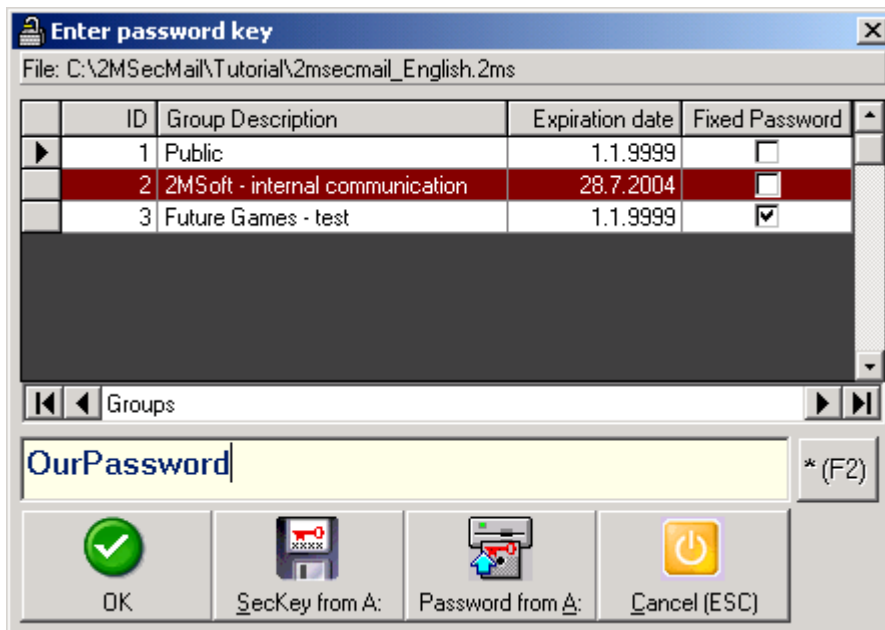 Enter password key
File: C:\2MSecMail\Tutorial\2msecmail_English.2ms
ID Group Description Expiration date Fixed Password
1 Public 1.1.9999
2 2MSoft - internal communication 28.7.2004
3 Future Games - test 1.1.9999
Groups
OurPassword * (F2)
xxxx
OK SecKey from A: Password from A: Cancel (ESC)